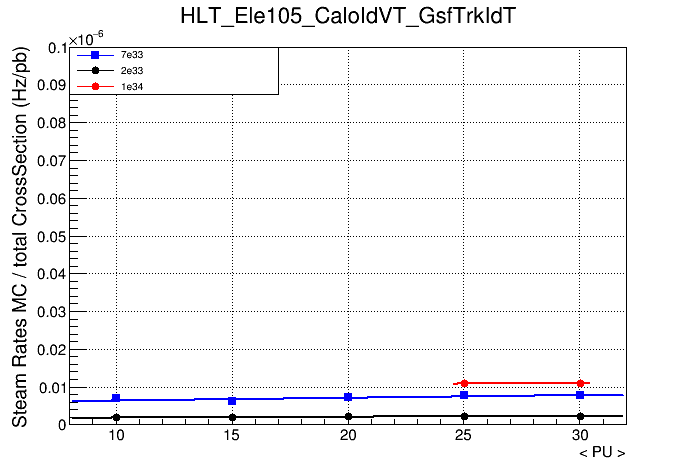 HLT_Ele105_CaloIdVT_GsfTrkIdT
×10⁻⁶
0.1
7e33
2e33
1e34
0.09
0.08
0.07
0.06
0.05
0.04
0.03
0.02
0.01
0
Steam Rates MC / total CrossSection (Hz/pb)
10 15 20 25 30
< PU >